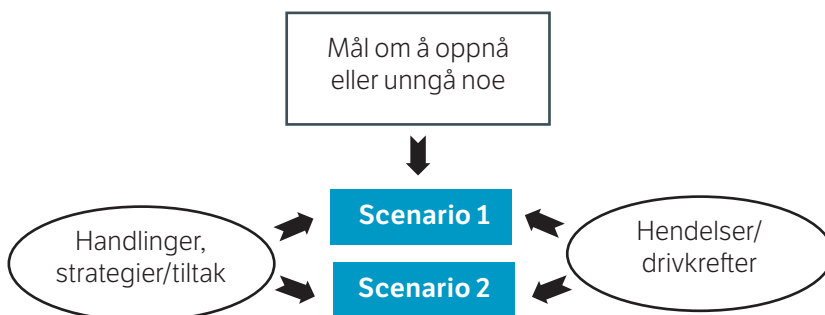 Mål om å oppnå
eller unngå noe
Scenario 1
Handlinger,
strategier/tiltak
Hendelser/
drivkrefter
Scenario 2